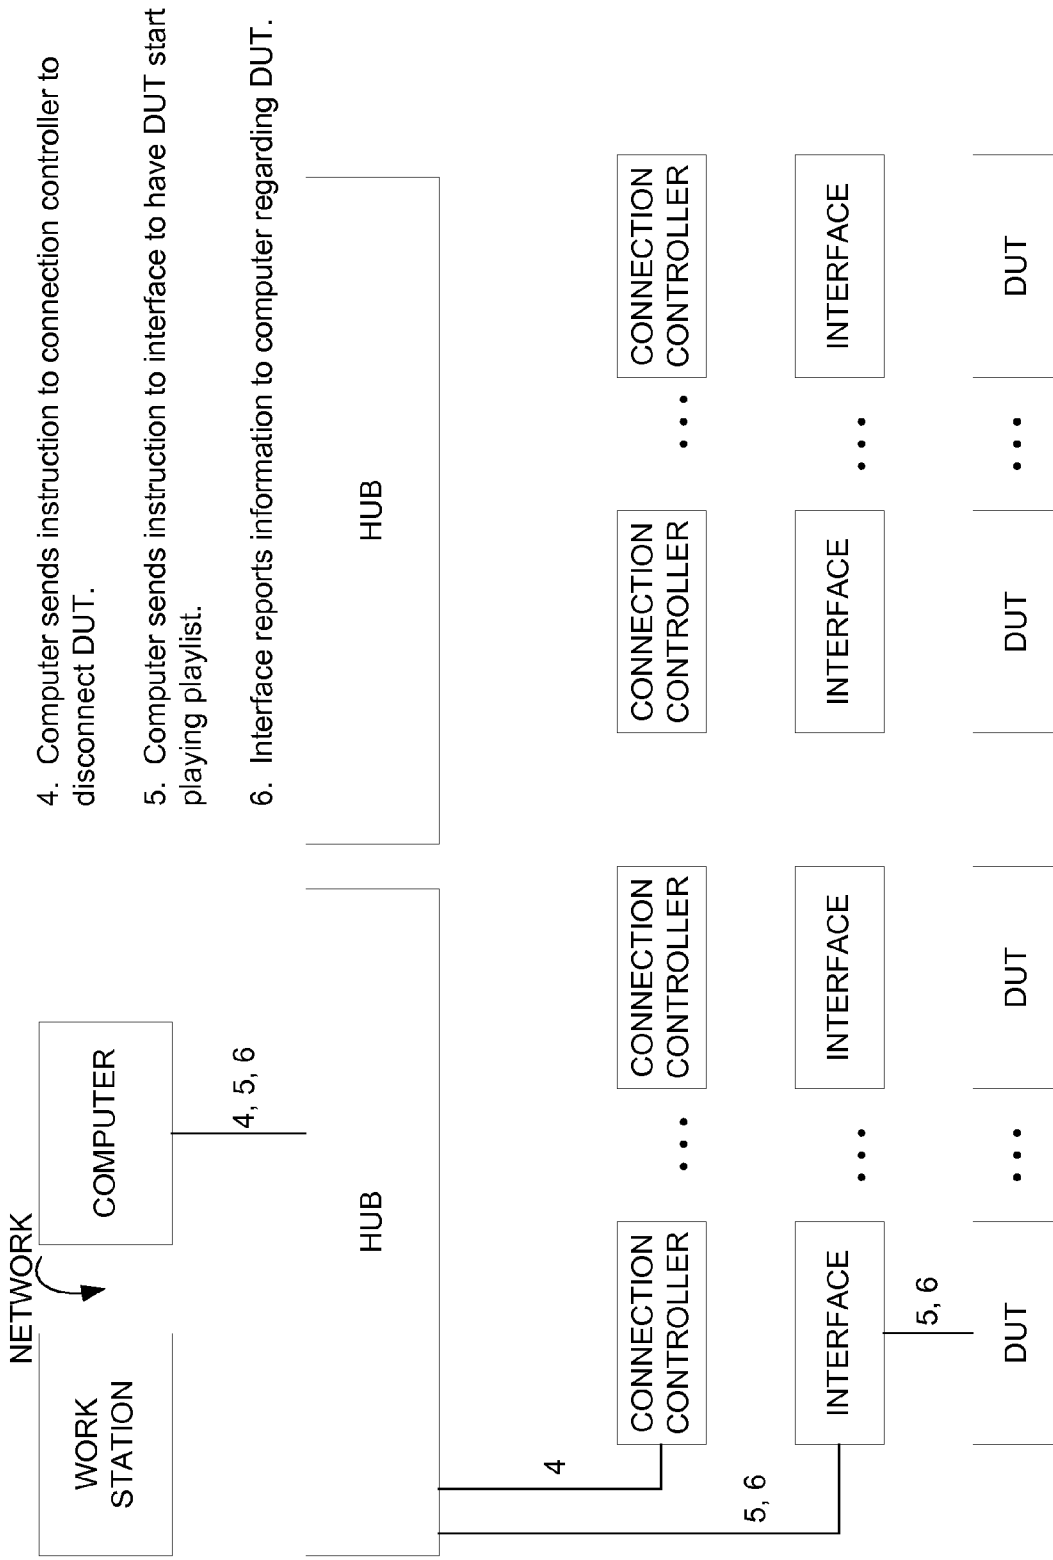 NETWORK
WORK
STATION
COMPUTER
4. Computer sends instruction to connection controller to
disconnect DUT.
5. Computer sends instruction to interface to have DUT start
playing playlist.
6. Interface reports information to computer regarding DUT.
4, 5, 6
HUB
HUB
4
5, 6
CONNECTION
CONTROLLER
...
CONNECTION
CONTROLLER
CONNECTION
CONTROLLER
...
CONNECTION
CONTROLLER
INTERFACE
...
INTERFACE
INTERFACE
...
INTERFACE
5, 6
DUT
...
DUT
DUT
...
DUT